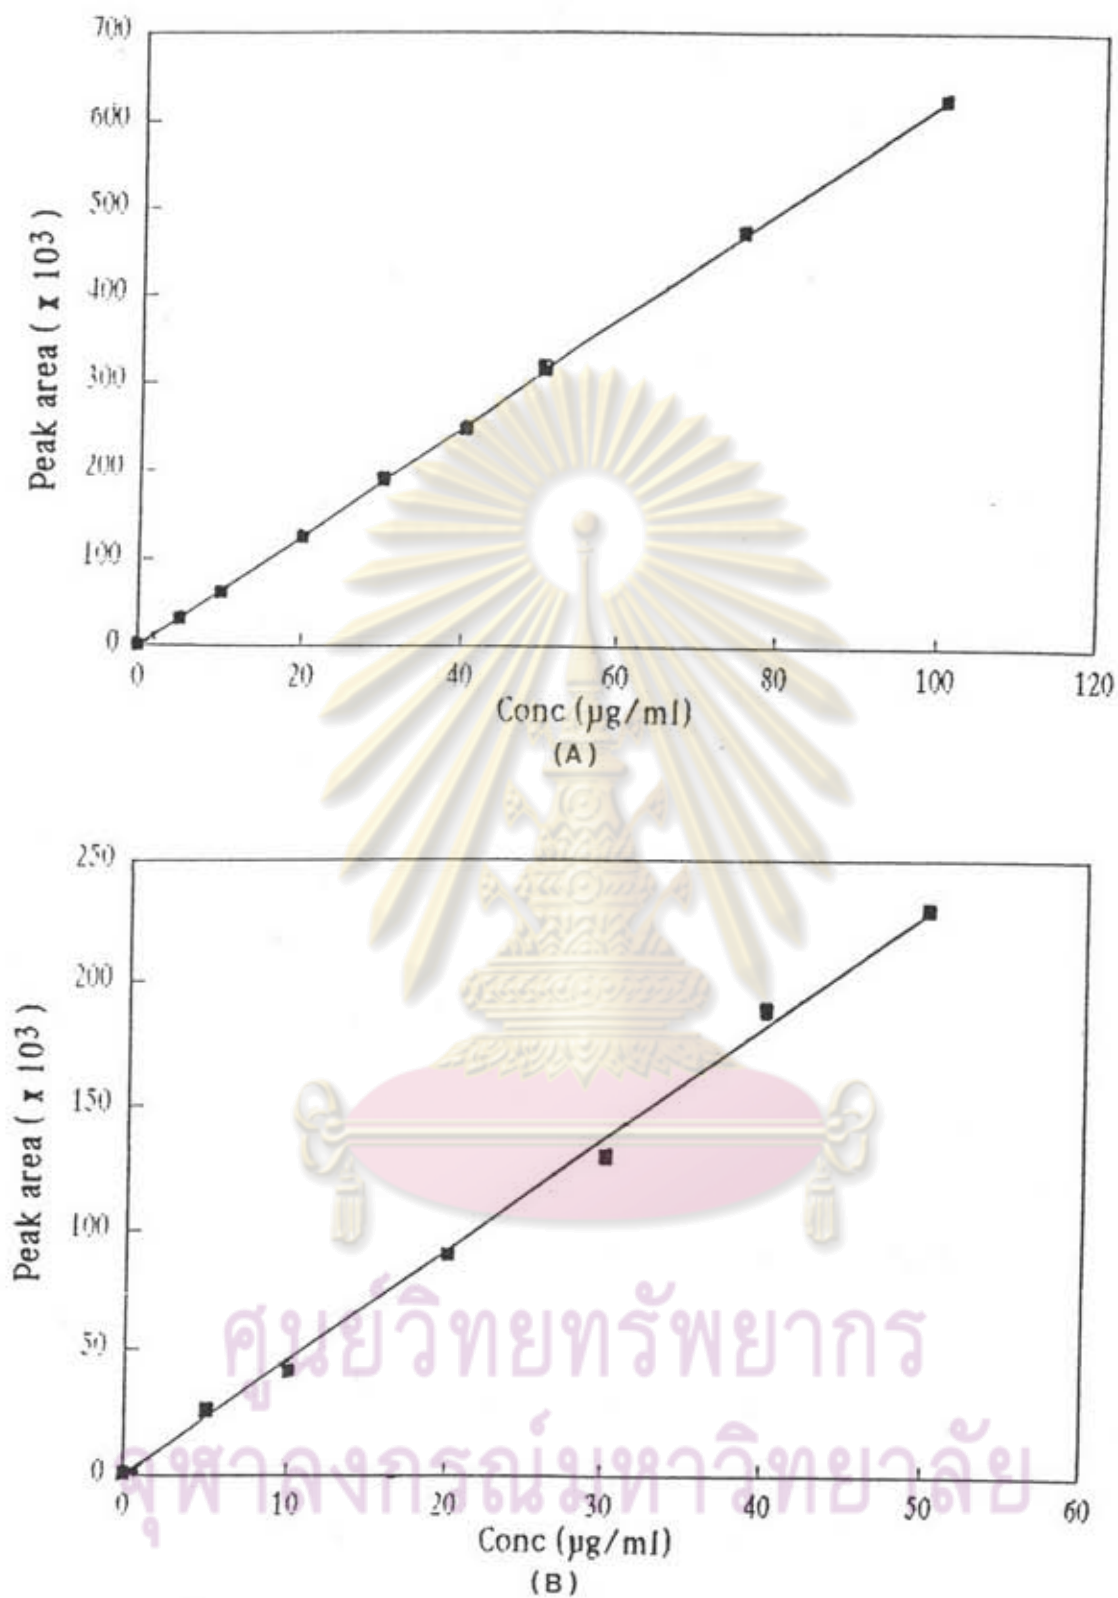 700
600
500
400
300
200
100
0
Peak area ( x 10³ )
0 20 40 60 80 100 120
Conc (µg/ml)
(A)
250
200
150
100
50
0
Peak area ( x 10³ )
0 10 20 30 40 50 60
Conc (µg/ml)
(B)
ศูนย์วิทยทรัพยากร
จุฬาลงกรณ์มหาวิทยาลัย